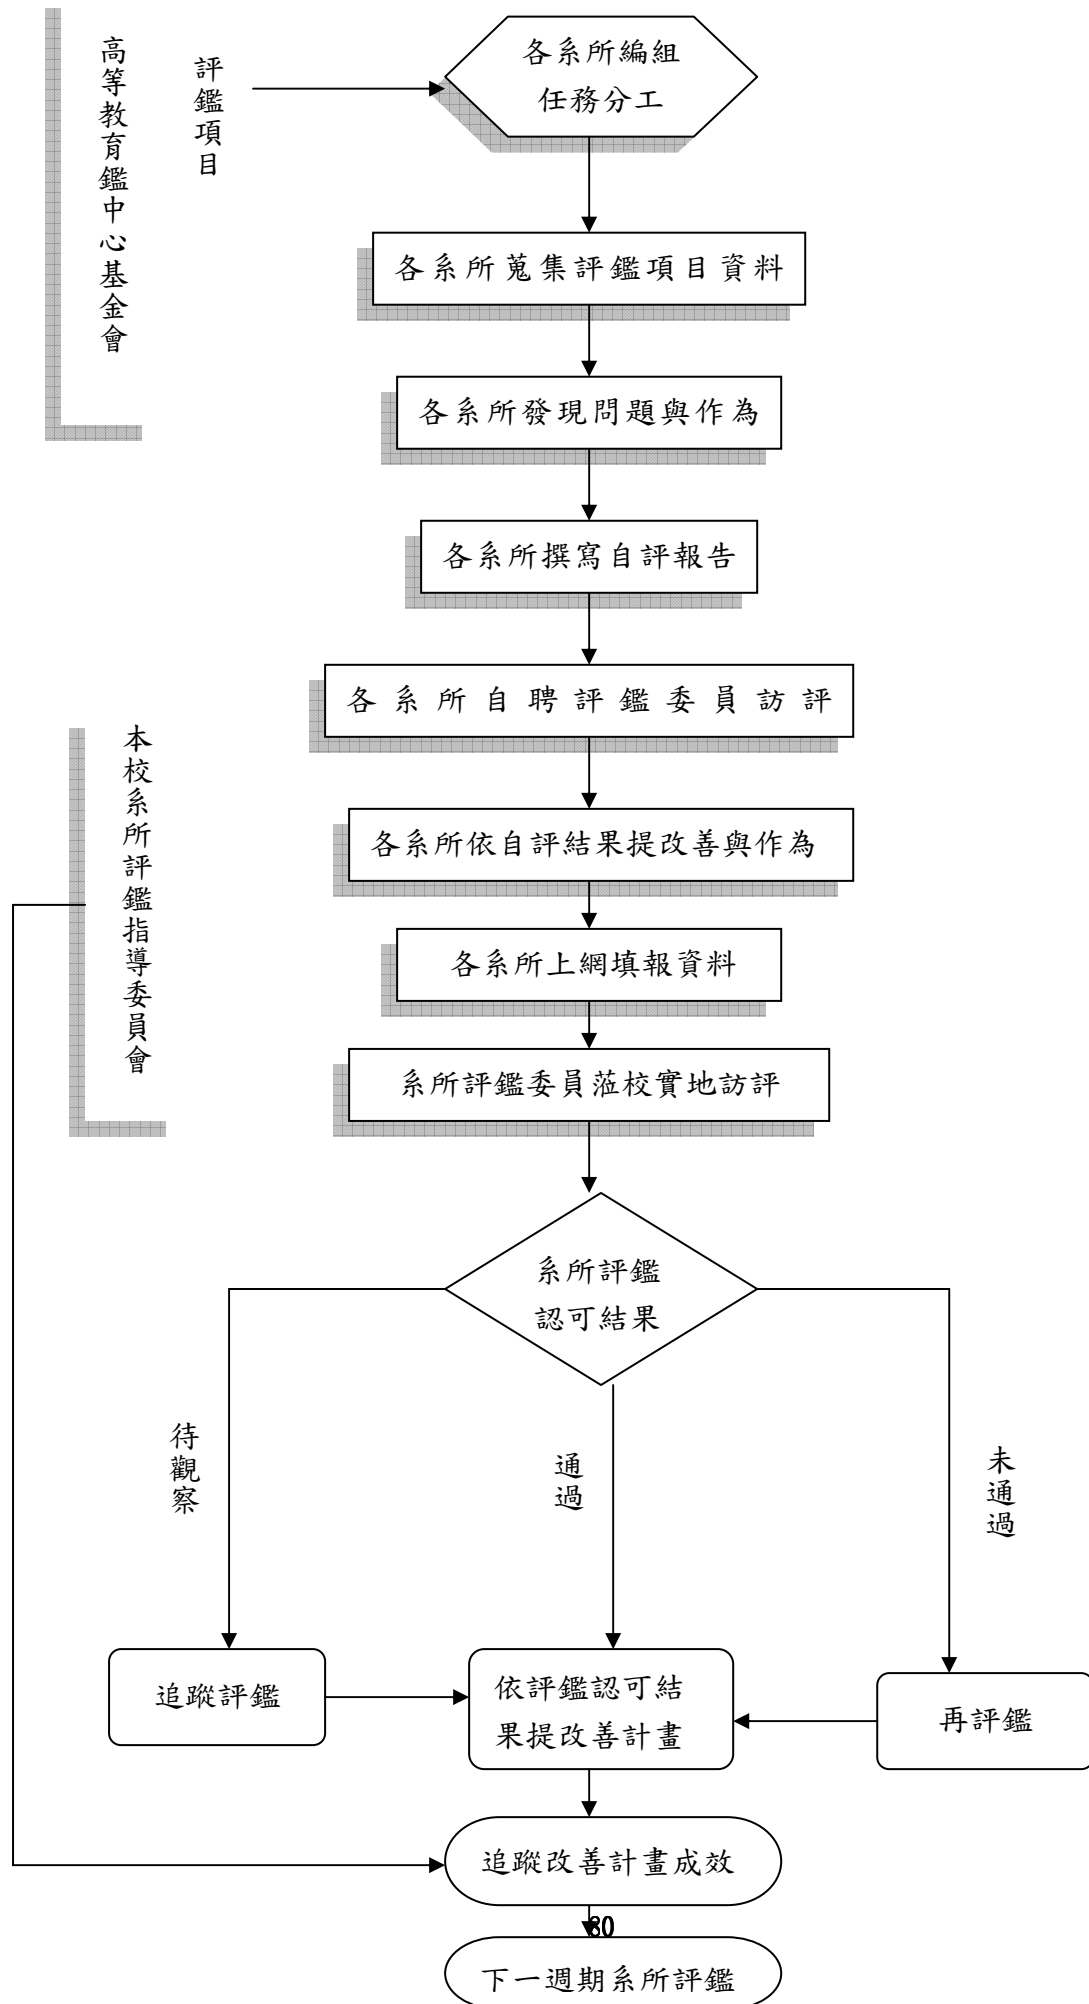 高等教育鑑中心基金會
評鑑項目
各系所編組
任務分工
各系所蒐集評鑑項目資料
各系所發現問題與作為
各系所撰寫自評報告
各系所自聘評鑑委員訪評
本校系所評鑑指導委員會
各系所依自評結果提改善與作為
各系所上網填報資料
系所評鑑委員蒞校實地訪評
系所評鑑
認可結果
待觀察
通過
未通過
追蹤評鑑
依評鑑認可結
果提改善計畫
再評鑑
追蹤改善計畫成效
80
下一週期系所評鑑